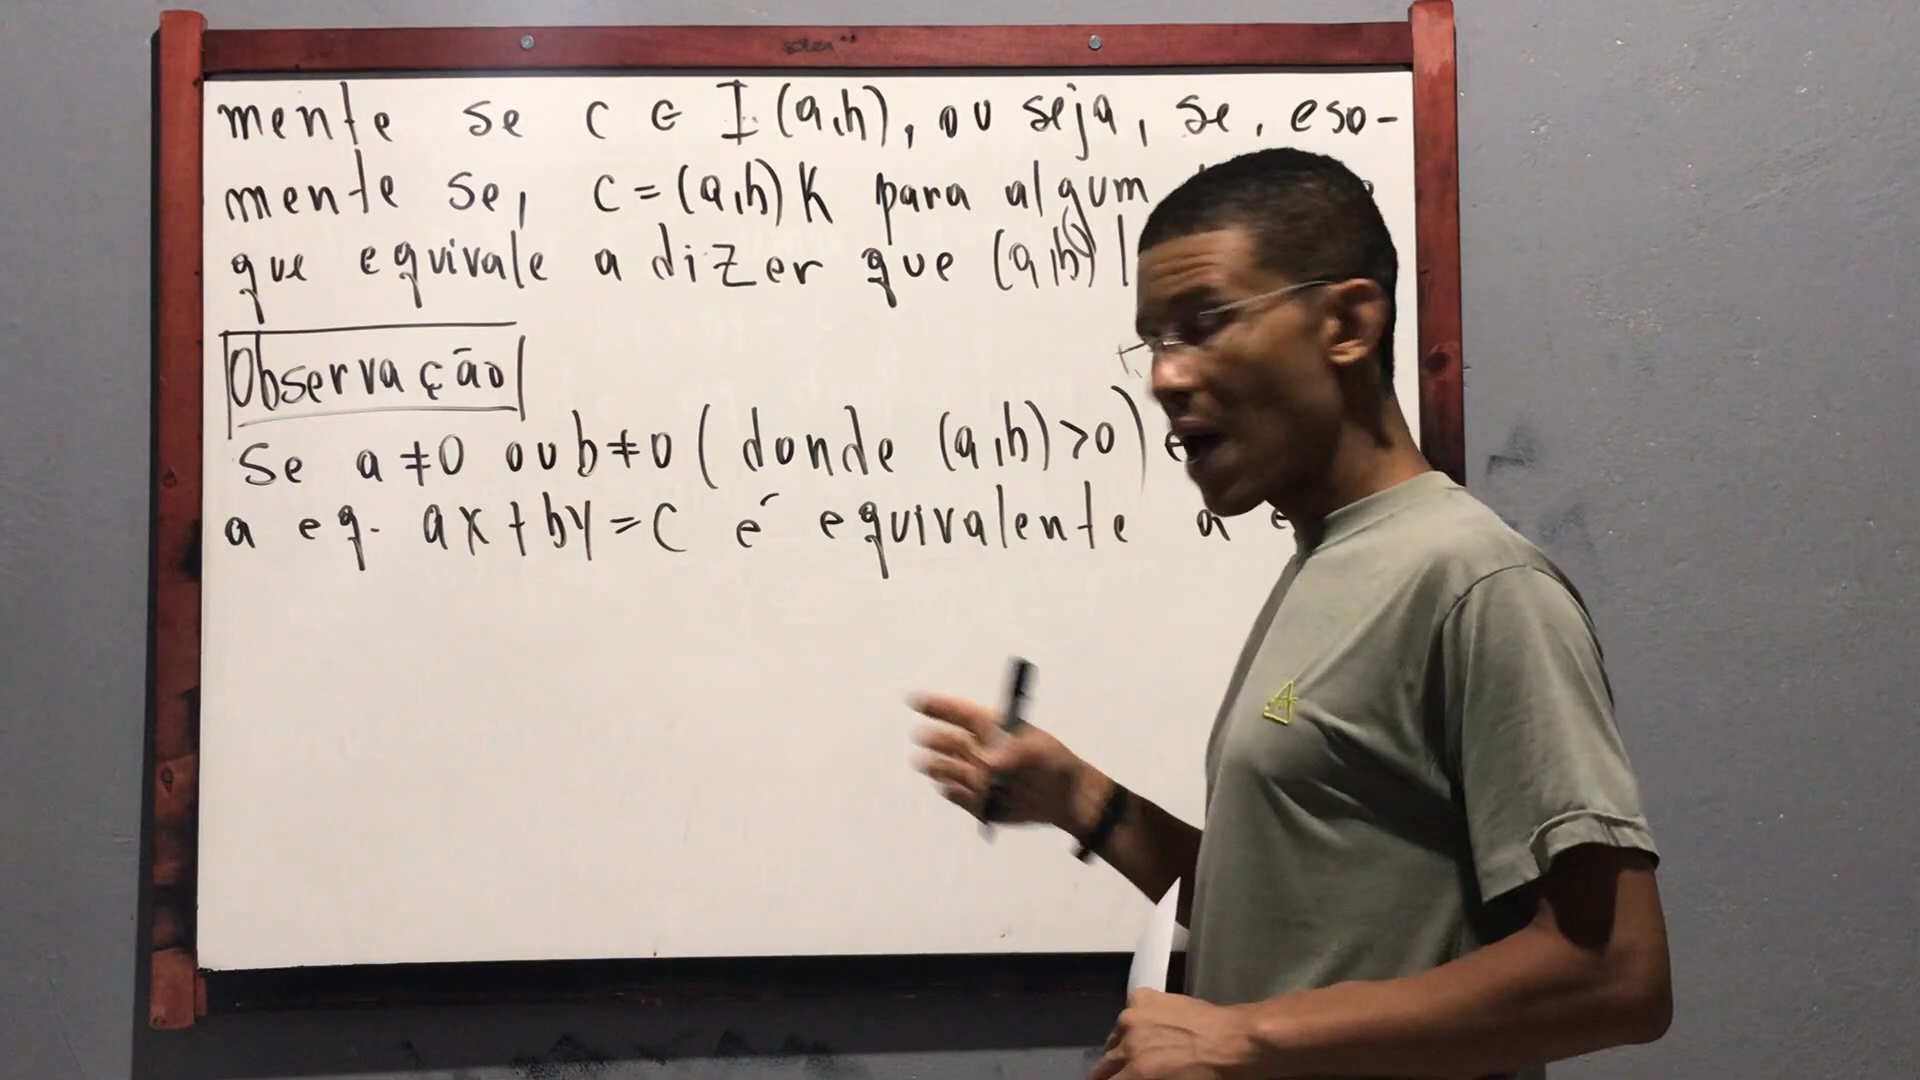 mente se c ∈ I(a,b), ou seja, se, e so-
mente se, c = (a,b) K para algum
que equivale a dizer que (a,b) |
Observação
Se a ≠ 0 ou b ≠ 0 ( donde (a,b) > 0 ) e
a eq. ax + by = c é equivalente a e